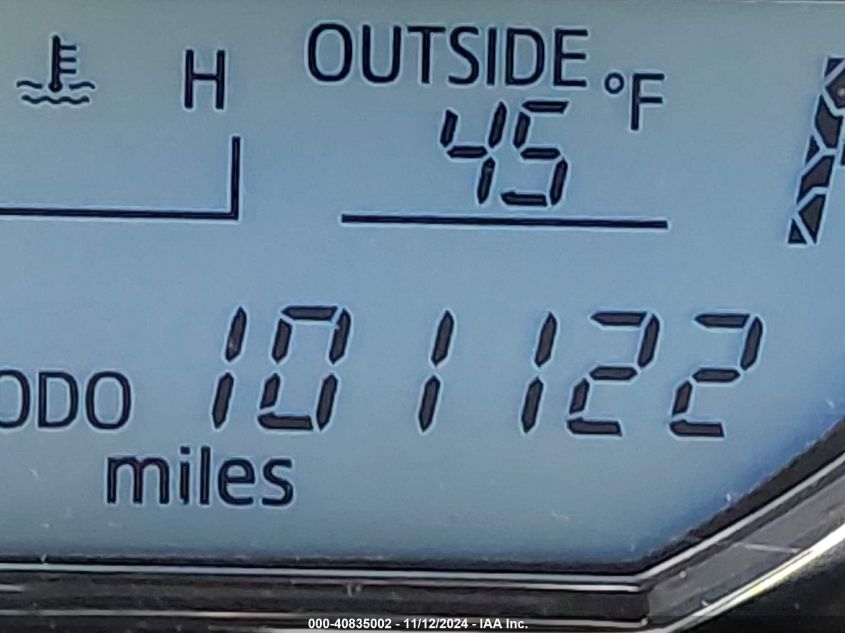 H
OUTSIDE
45 °F
ODO 101122
miles
000-40835002 - 11/12/2024 - IAA Inc.